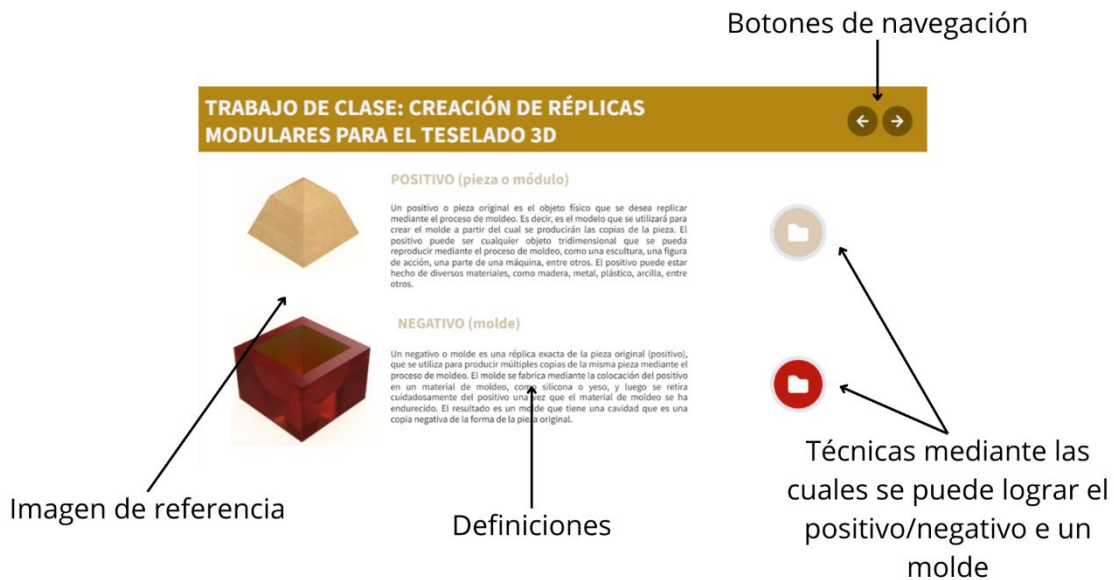 Botones de navegación
TRABAJO DE CLASE: CREACIÓN DE RÉPLICAS
MODULARES PARA EL TESELADO 3D
POSITIVO (pieza o módulo)
Un positivo o pieza original es el objeto físico que se desea replicar
mediante el proceso de moldeo. Es decir, es el modelo que se utilizará para
crear el molde a partir del cual se producirán las copias de la pieza. El
positivo puede ser cualquier objeto tridimensional que se pueda
reproducir mediante el proceso de moldeo, como una escultura, una figura
de acción, una parte de una máquina, entre otros. El positivo puede estar
hecho de diversos materiales, como madera, metal, plástico, arcilla, entre
otros.
NEGATIVO (molde)
Un negativo o molde es una réplica exacta de la pieza original (positivo),
que se utiliza para producir múltiples copias de la misma pieza mediante el
proceso de moldeo. El molde se fabrica mediante la colocación del positivo
en un material de moldeo, como silicona o yeso, y luego se retira
cuidadosamente del positivo una vez que el material de moldeo se ha
endurecido. El resultado es un molde que tiene una cavidad que es una
copia negativa de la forma de la pieza original.
Imagen de referencia
Definiciones
Técnicas mediante las
cuales se puede lograr el
positivo/negativo e un
molde